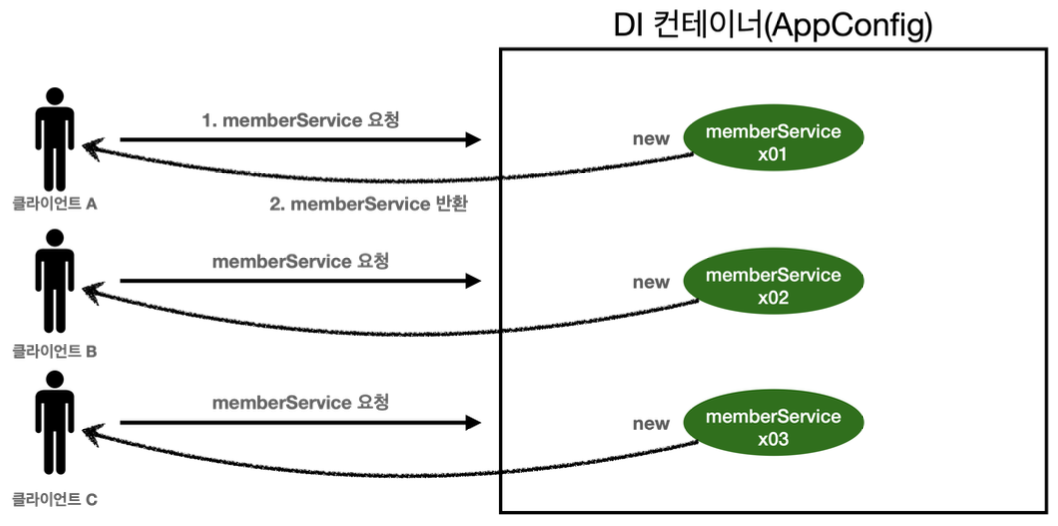 DI 컨테이너(AppConfig)
1. memberService 요청
new
memberService
x01
클라이언트 A
2. memberService 반환
memberService 요청
new
memberService
x02
클라이언트 B
memberService 요청
new
memberService
x03
클라이언트 C